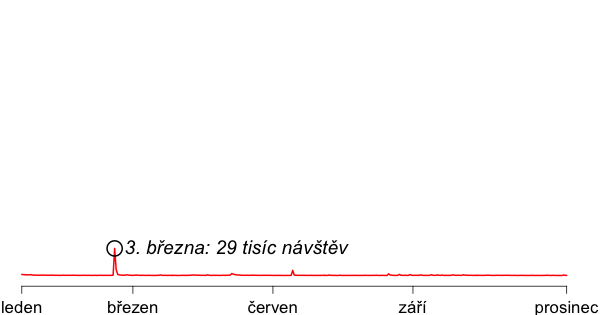 3. března: 29 tisíc návštěv
leden březen červen září prosinec